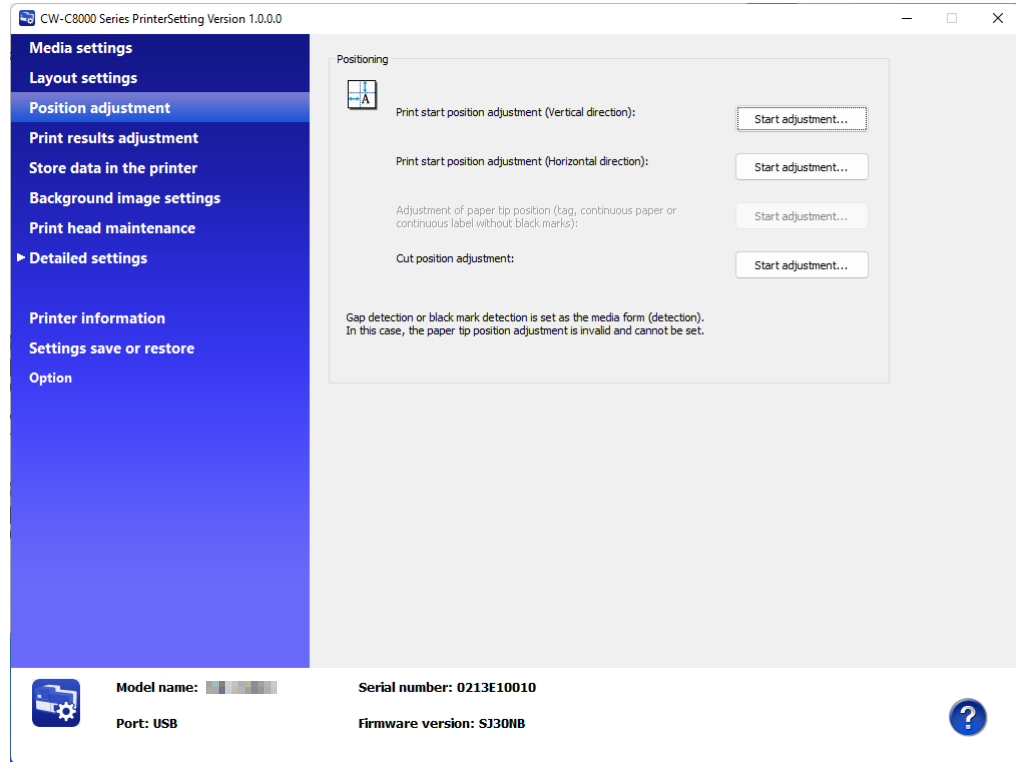 CW-C8000 Series PrinterSetting Version 1.0.0.0
Media settings
Layout settings
Position adjustment
Print results adjustment
Store data in the printer
Background image settings
Print head maintenance
Detailed settings
Printer information
Settings save or restore
Option
Positioning
A
Print start position adjustment (Vertical direction):
Start adjustment...
Print start position adjustment (Horizontal direction):
Start adjustment...
Adjustment of paper tip position (tag, continuous paper or
continuous label without black marks):
Start adjustment...
Cut position adjustment:
Start adjustment...
Gap detection or black mark detection is set as the media form (detection).
In this case, the paper tip position adjustment is invalid and cannot be set.
Model name:
Serial number: 0213E10010
Port: USB
Firmware version: SJ30NB
?